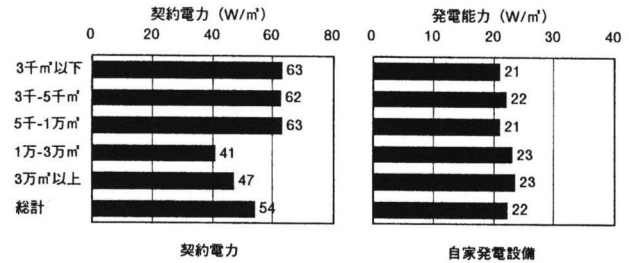 契約電力（W/㎡）
0 20 40 60 80
3千㎡以下 63
3千-5千㎡ 62
5千-1万㎡ 63
1万-3万㎡ 41
3万㎡以上 47
総計 54
契約電力
発電能力（W/㎡）
0 10 20 30 40
21
22
21
23
23
22
自家発電設備